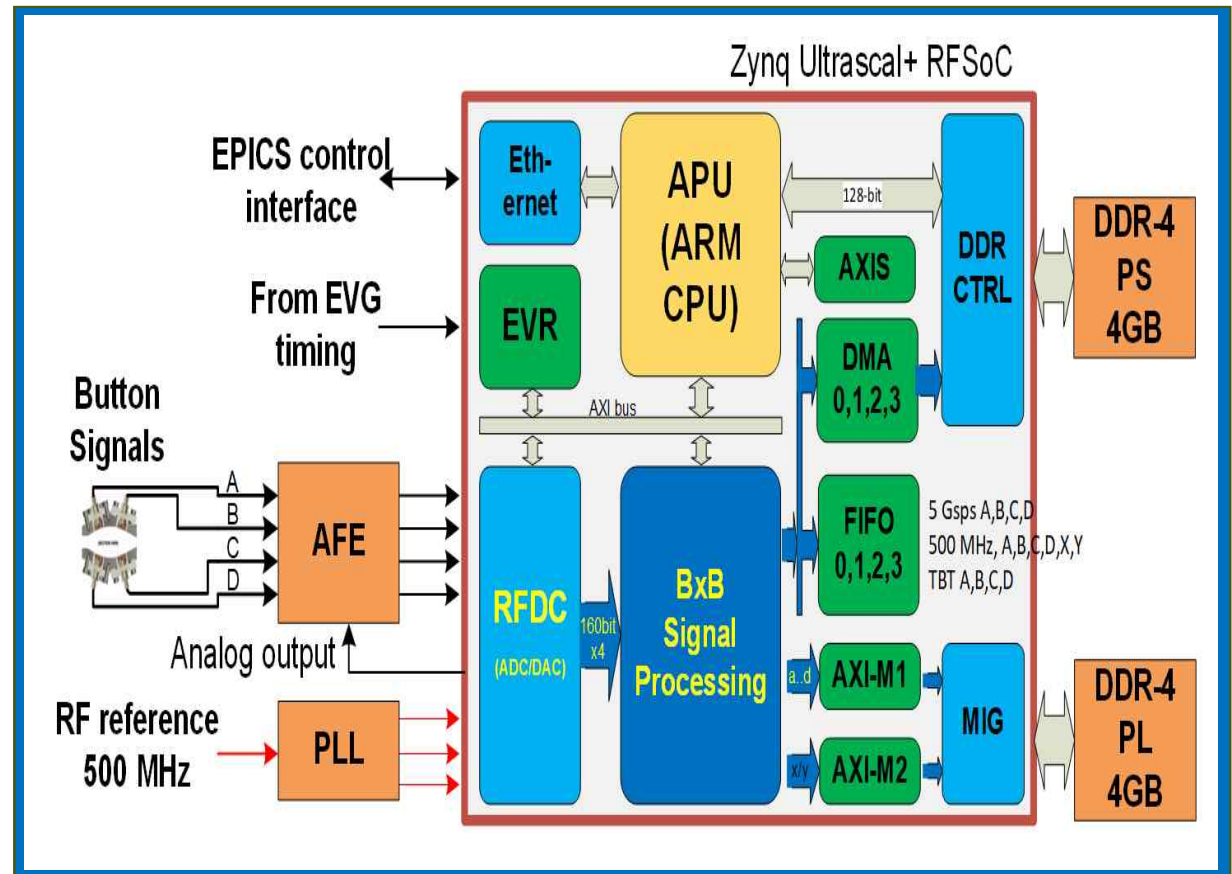 Zynq Ultrascal+ RFSoC
EPICS control
interface
From EVG
timing
Button
Signals
A
B
C
D
AFE
Analog output
RF reference
500 MHz
PLL
Eth-
ernet
EVR
APU
(ARM
CPU)
128-bit
AXIS
DDR
CTRL
DMA
0,1,2,3
AXI bus
RFDC
(ADC/DAC)
160bit
x4
BxB
Signal
Processing
FIFO
0,1,2,3
5 Gsps A,B,C,D
500 MHz, A,B,C,D,X,Y
TBT A,B,C,D
a..d
AXI-M1
x/y
AXI-M2
MIG
DDR-4
PS
4GB
DDR-4
PL
4GB